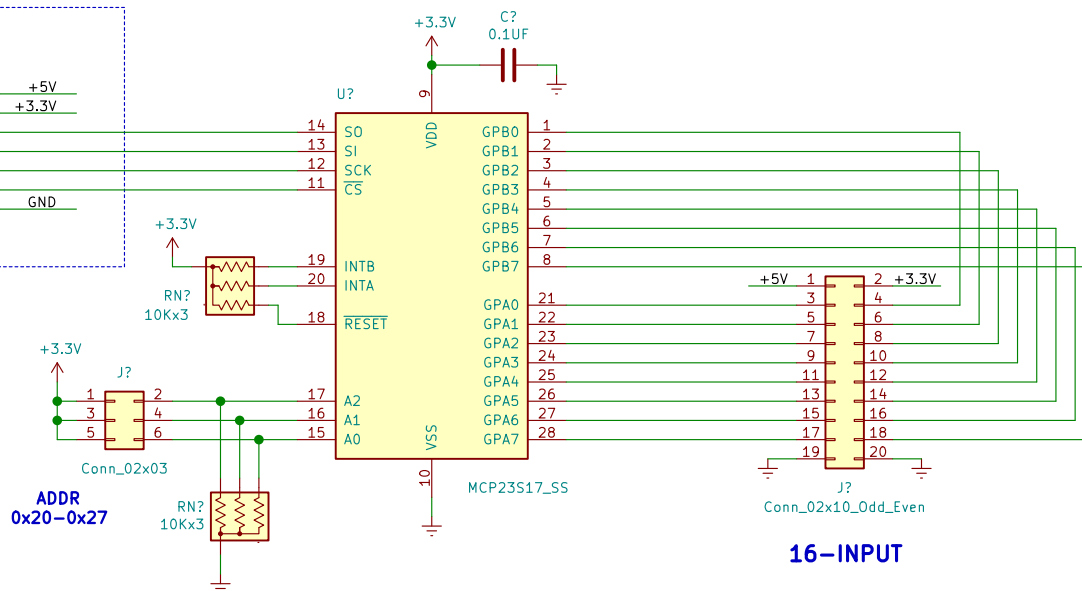 +5V
+3.3V
GND
+3.3V
C?
0.1UF
U?
9
VDD
14 SO
13 SI
12 SCK
11 CS
19 INTB
20 INTA
18 RESET
17 A2
16 A1
15 A0
GPB0 1
GPB1 2
GPB2 3
GPB3 4
GPB4 5
GPB5 6
GPB6 7
GPB7 8
GPA0 21
GPA1 22
GPA2 23
GPA3 24
GPA4 25
GPA5 26
GPA6 27
GPA7 28
VSS
10
MCP23S17_SS
+3.3V
RN?
10Kx3
+3.3V
J?
1 2
3 4
5 6
Conn_02x03
ADDR
0x20-0x27
RN?
10Kx3
+5V 1 2 +3.3V
3 4
5 6
7 8
9 10
11 12
13 14
15 16
17 18
19 20
J?
Conn_02x10_Odd_Even
16-INPUT